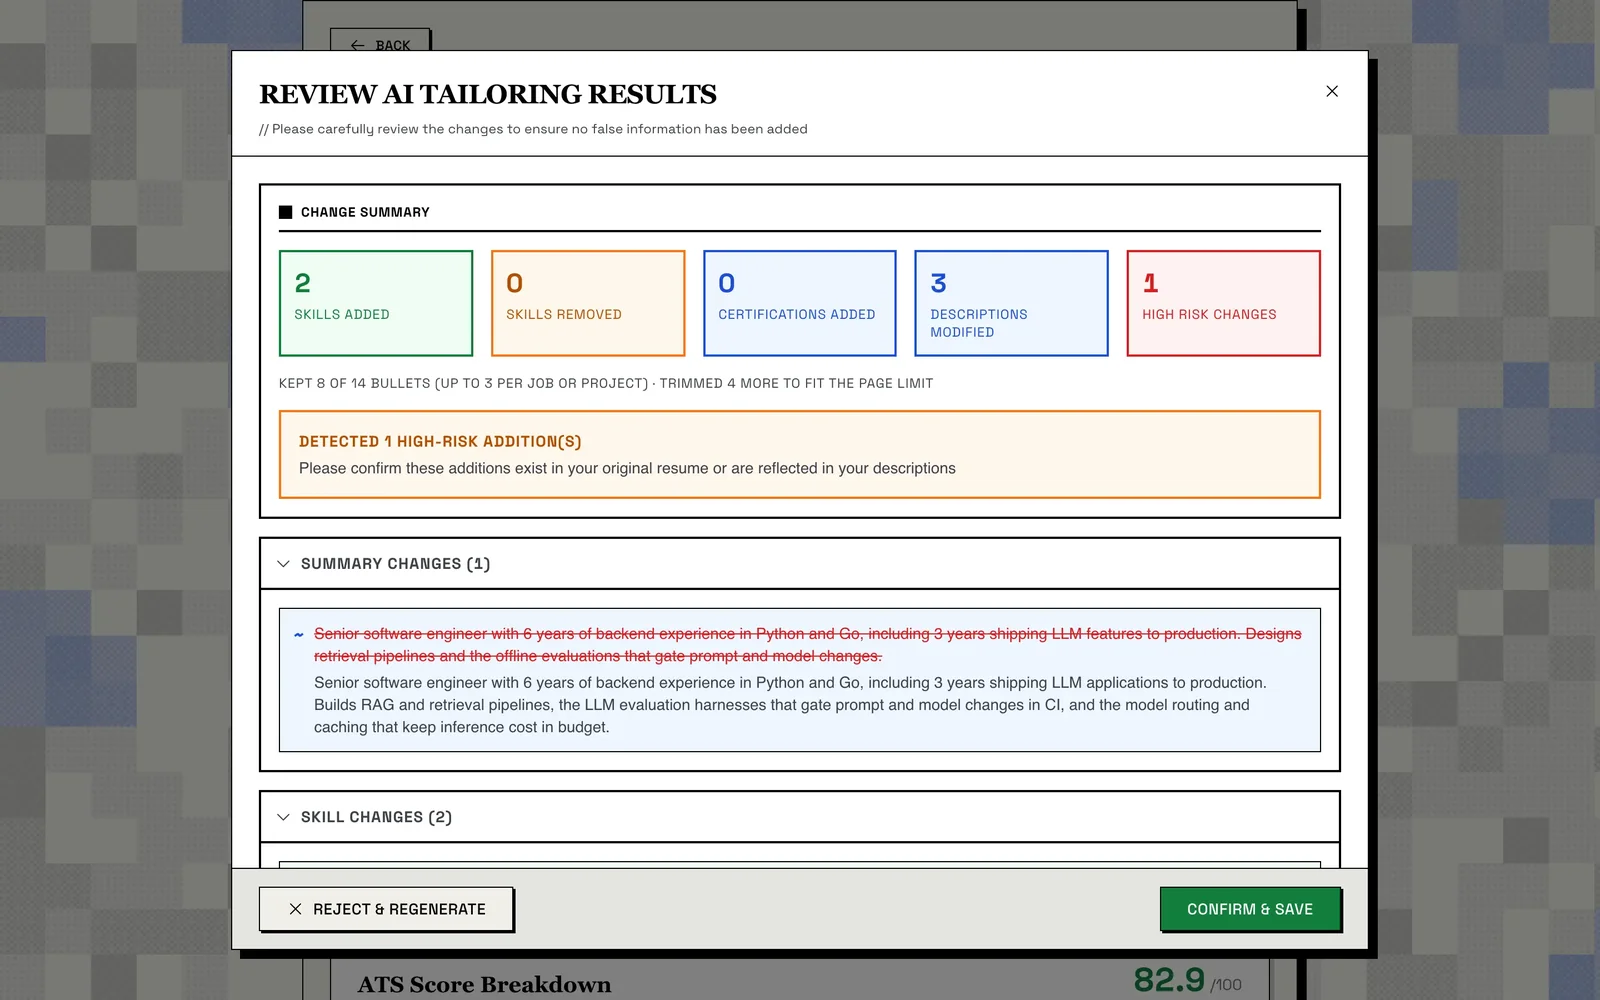 BACK
REVIEW AI TAILORING RESULTS
// Please carefully review the changes to ensure no false information has been added
CHANGE SUMMARY
2
SKILLS ADDED
0
SKILLS REMOVED
0
CERTIFICATIONS ADDED
3
DESCRIPTIONS
MODIFIED
1
HIGH RISK CHANGES
KEPT 8 OF 14 BULLETS (UP TO 3 PER JOB OR PROJECT) · TRIMMED 4 MORE TO FIT THE PAGE LIMIT
DETECTED 1 HIGH-RISK ADDITION(S)
Please confirm these additions exist in your original resume or are reflected in your descriptions
SUMMARY CHANGES (1)
~ Senior software engineer with 6 years of backend experience in Python and Go, including 3 years shipping LLM features to production. Designs
retrieval pipelines and the offline evaluations that gate prompt and model changes.
Senior software engineer with 6 years of backend experience in Python and Go, including 3 years shipping LLM applications to production.
Builds RAG and retrieval pipelines, the LLM evaluation harnesses that gate prompt and model changes in CI, and the model routing and
caching that keep inference cost in budget.
SKILL CHANGES (2)
REJECT & REGENERATE
CONFIRM & SAVE
ATS Score Breakdown
82.9 /100